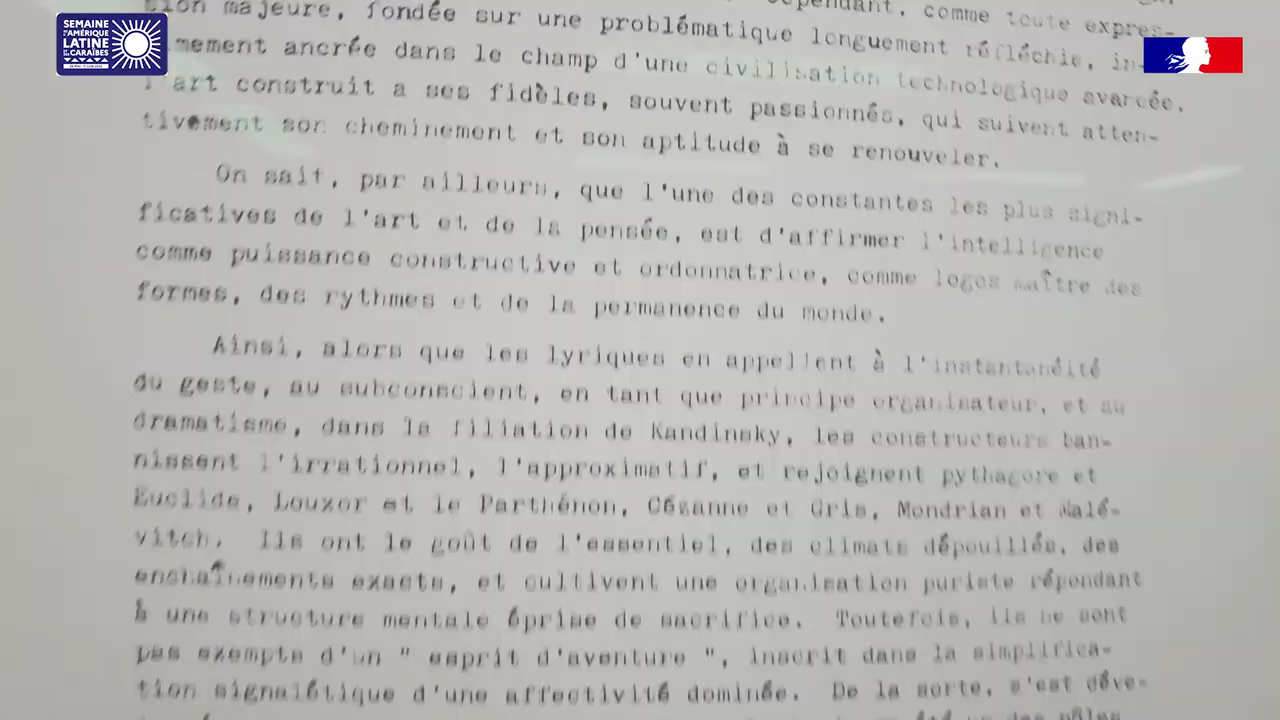 SEMAINE
DE L'AMÉRIQUE
LATINE
ET DES
CARAÏBES
sion majeure, fondée sur une problématique longuement réfléchie, in-
timement ancrée dans le champ d'une civilisation technologique avancée,
l'art construit a ses fidèles, souvent passionnés, qui suivent atten-
tivement son cheminement et son aptitude à se renouveler.
On sait, par ailleurs, que l'une des constantes les plus signi-
ficatives de l'art et de la pensée, est d'affirmer l'intelligence
comme puissance constructive et ordonnatrice, comme logos maître des
formes, des rythmes et de la permanence du monde.
Ainsi, alors que les lyriques en appellent à l'instantanéité
du geste, au subconscient, en tant que principe organisateur, et au
dramatisme, dans la filiation de Kandinsky, les constructeurs ban-
nissent l'irrationnel, l'approximatif, et rejoignent pythagore et
Euclide, Louxor et le Parthénon, Cézanne et Gris, Mondrian et Malé-
vitch. Ils ont le goût de l'essentiel, des climats dépouillés, des
enchaînements exacts, et cultivent une organisation puriste répondant
à une structure mentale éprise de sacrifice. Toutefois, ils ne sont
pas exempts d'un " esprit d'aventure ", inscrit dans la simplifica-
tion signalétique d'une affectivité dominée. De la sorte, s'est déve-